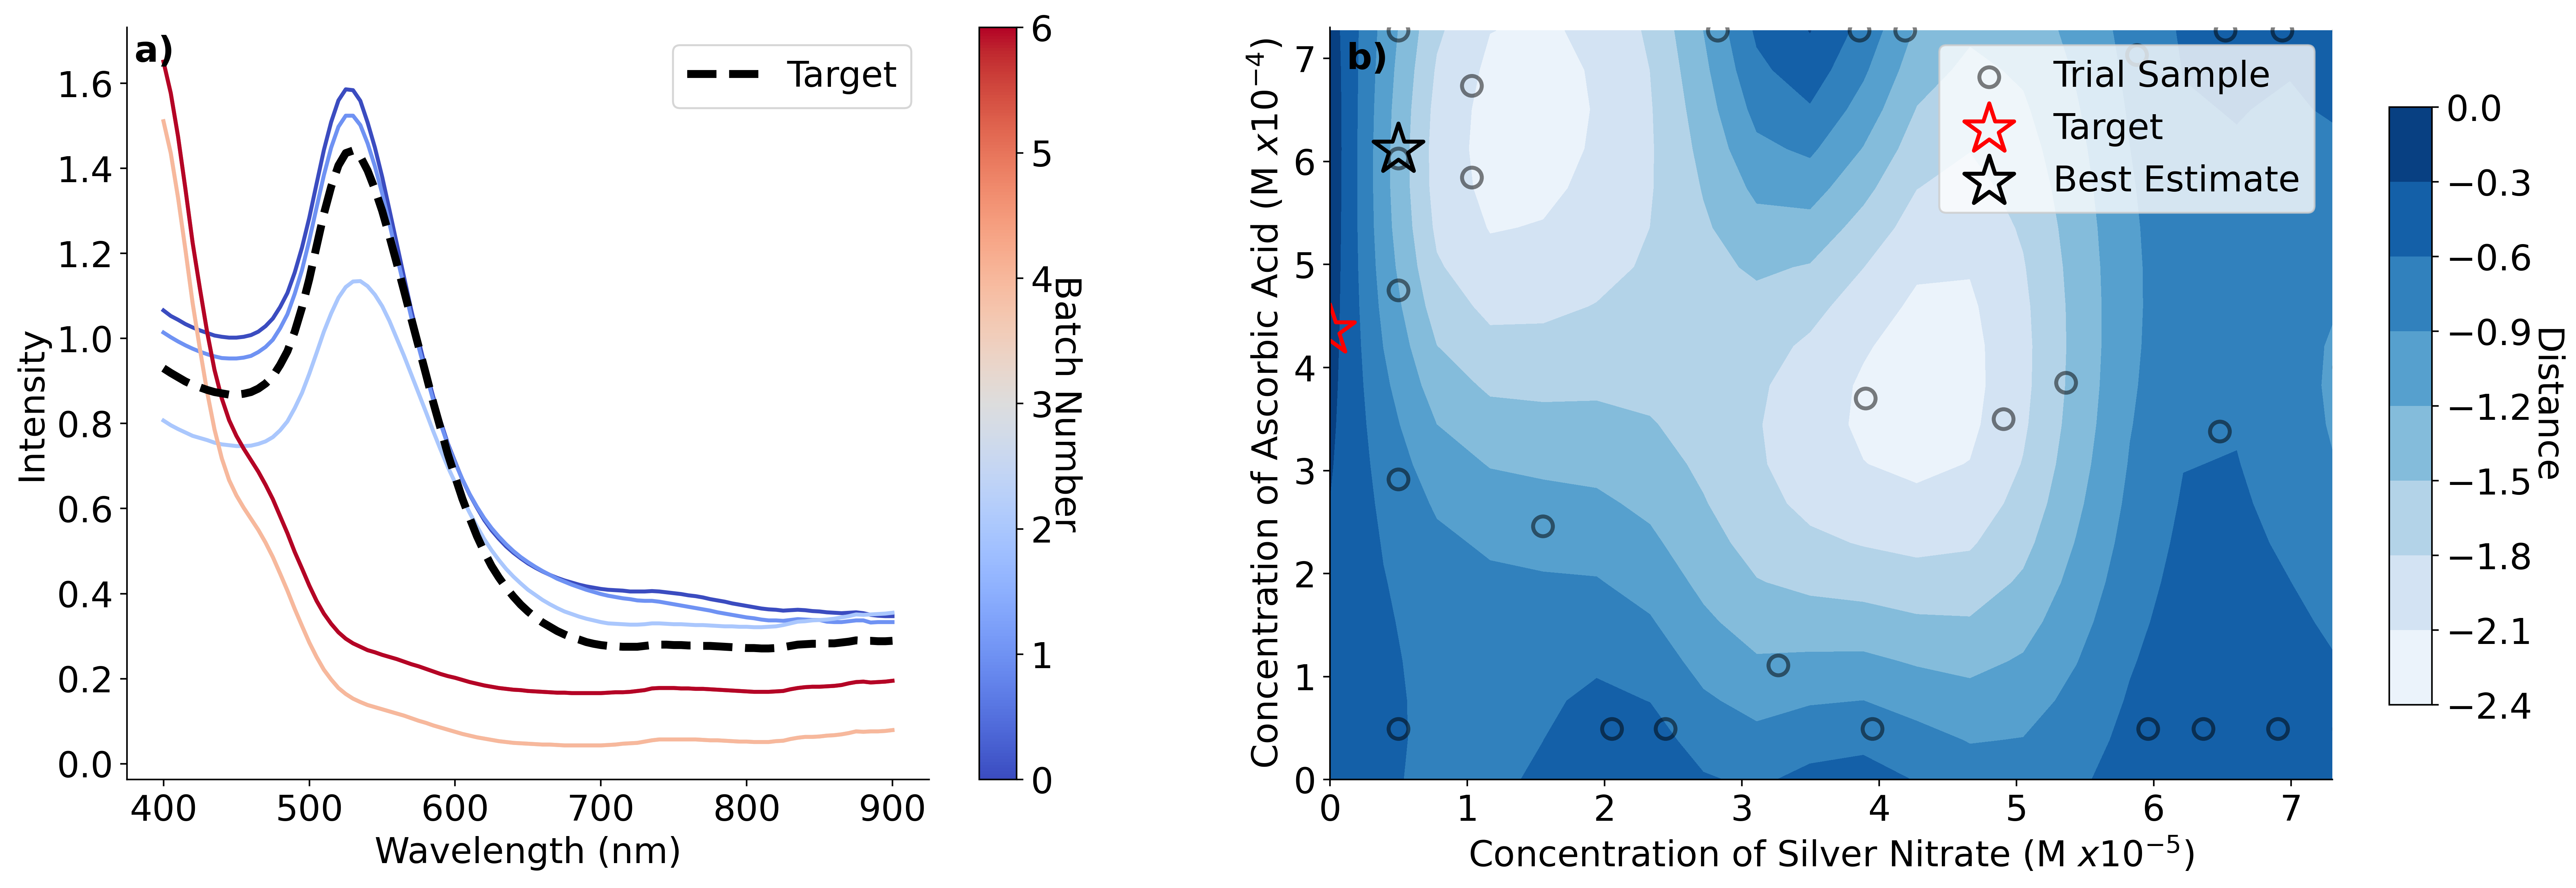 a)
Target
Intensity
1.6
1.4
1.2
1.0
0.8
0.6
0.4
0.2
0.0
400 500 600 700 800 900
Wavelength (nm)
6
5
4
3
2
1
0
Batch Number
b)
Trial Sample
Target
Best Estimate
Concentration of Ascorbic Acid (M x10⁻⁴)
7
6
5
4
3
2
1
0
0 1 2 3 4 5 6 7
Concentration of Silver Nitrate (M x10⁻⁵)
0.0
−0.3
−0.6
−0.9
−1.2
−1.5
−1.8
−2.1
−2.4
Distance